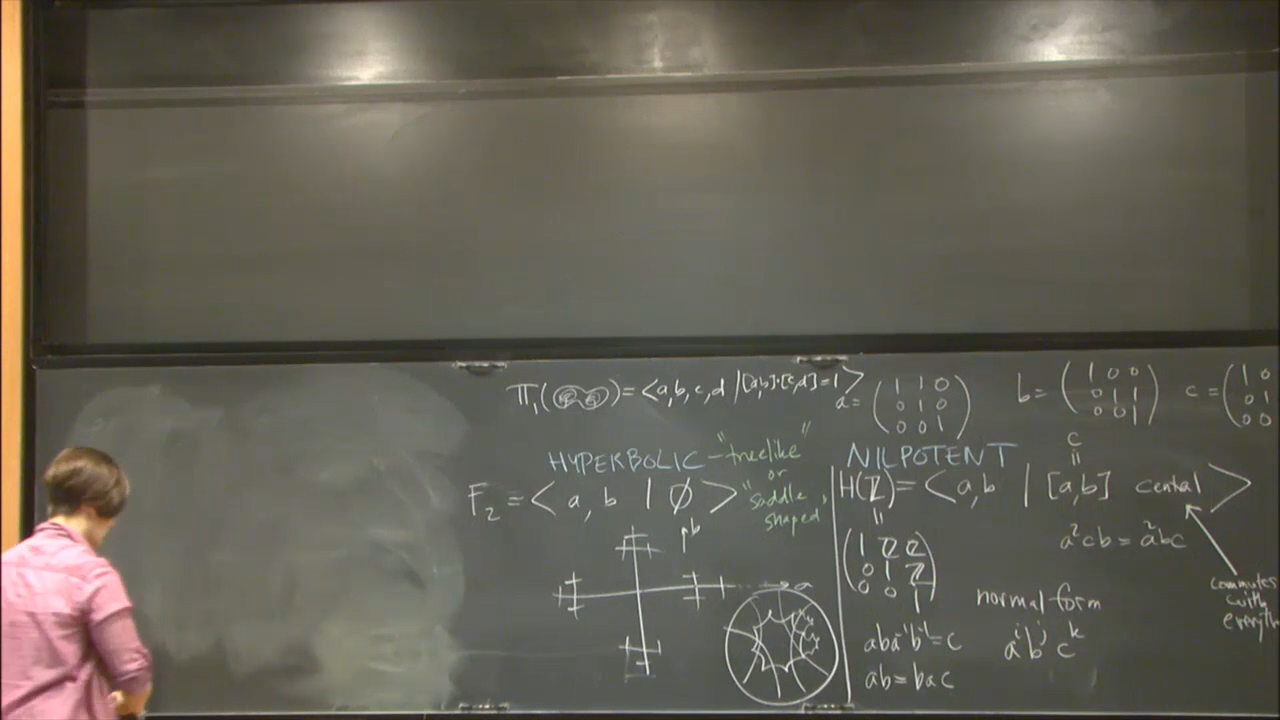 π₁( ) = <a,b,c,d | [a,b]·[c,d] = 1>
HYPERBOLIC – "treelike"
or
"saddle shaped"
F₂ = < a, b | ∅ >
b
a
a = ( 1 1 0
0 1 0
0 0 1 )
b = ( 1 0 0
0 1 1
0 0 1 )
c = ( 1 0
0 1
0 0
NILPOTENT
c
=
H(ℤ) = < a,b | [a,b] cental >
=
( 1 ℤ ℤ
0 1 ℤ
0 0 1 )
a²cb = a²bc
commutes
with
normal form
aⁱbʲcᵏ
aba⁻¹b⁻¹ = c
ab = bac